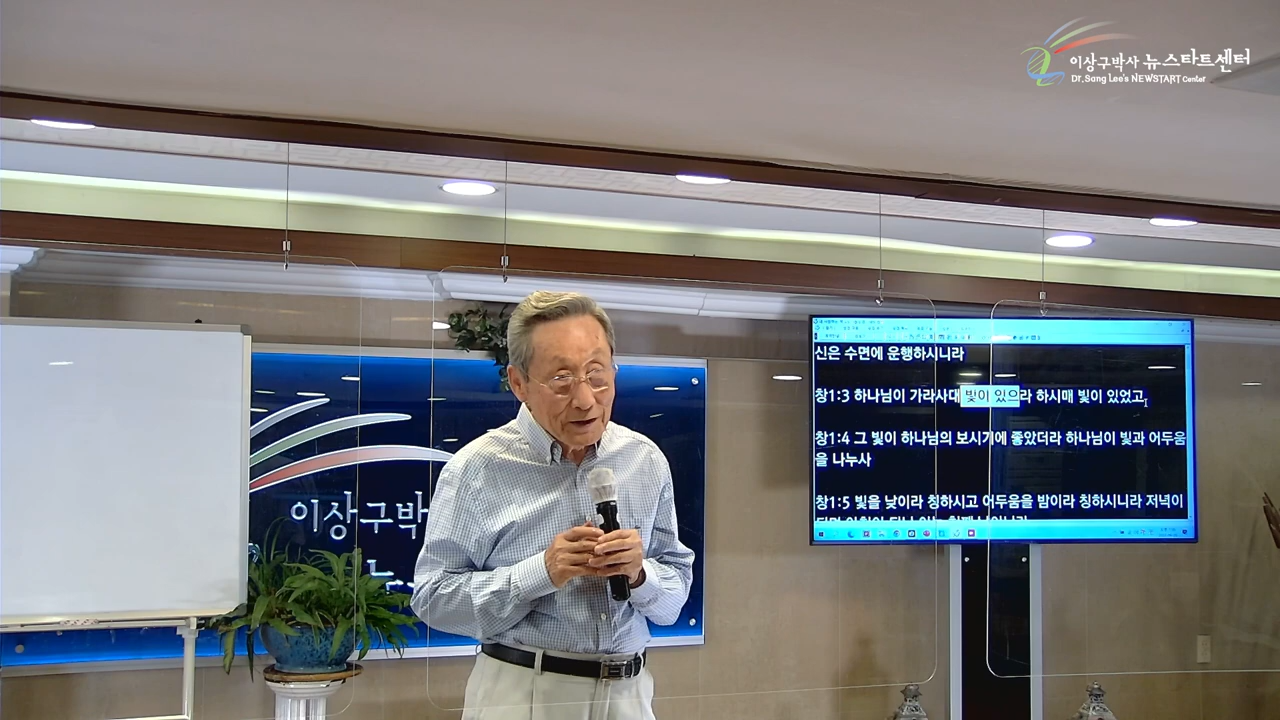 이상구박사 뉴스타트센터
Dr. Sang Lee's NEWSTART Center
신은 수면에 운행하시니라
창1:3 하나님이 가라사대 빛이 있으라 하시매 빛이 있었고
창1:4 그 빛이 하나님의 보시기에 좋았더라 하나님이 빛과 어두움
을 나누사
창1:5 빛을 낮이라 칭하시고 어두움을 밤이라 칭하시니라 저녁이
이상구박
뉴